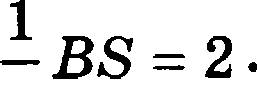 1/ BS = 2 .